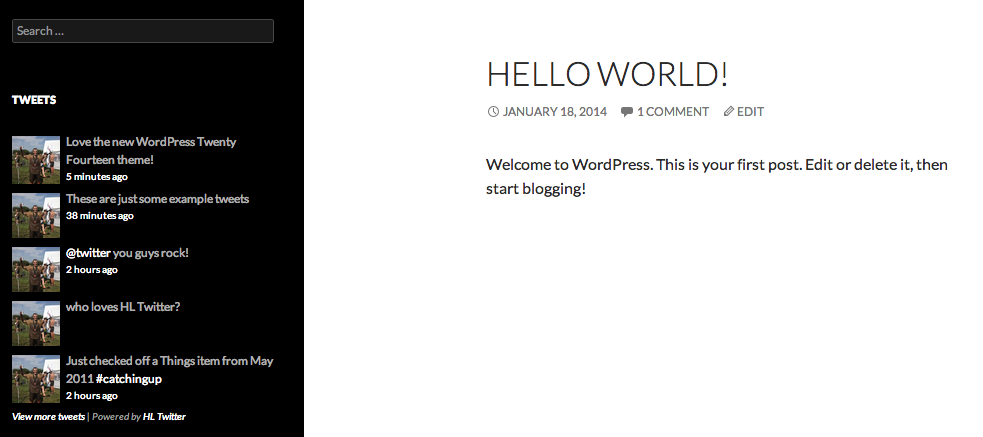 Search ...
TWEETS
Love the new WordPress Twenty
Fourteen theme!
5 minutes ago
These are just some example tweets
38 minutes ago
@twitter you guys rock!
2 hours ago
who loves HL Twitter?
Just checked off a Things item from May
2011 #catchingup
2 hours ago
View more tweets | Powered by HL Twitter
HELLO WORLD!
JANUARY 18, 2014 1 COMMENT EDIT
Welcome to WordPress. This is your first post. Edit or delete it, then
start blogging!